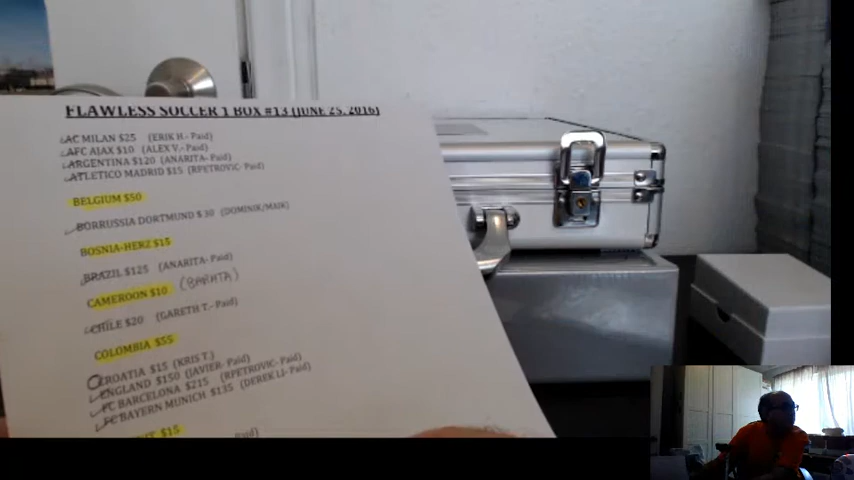 FLAWLESS SOCCER 1 BOX #13 (JUNE 25, 2016)
AC MILAN $25 (ERIK H.- Paid)
AFC AJAX $10 (ALEX V.- Paid)
ARGENTINA $120 (ANARITA- Paid)
ATLETICO MADRID $15 (RPETROVIC- Paid)
BELGIUM $50
BORRUSSIA DORTMUND $30 (DOMINIK/MAIK)
BOSNIA-HERZ $15
BRAZIL $125 (ANARITA- Paid)
CAMEROON $10 (BARHTA)
CHILE $20 (GARETH T.- Paid)
COLOMBIA $55
CROATIA $15 (KRIS T.)
ENGLAND $150 (JAVIER- Paid)
FC BARCELONA $215 (RPETROVIC- Paid)
FC BAYERN MUNICH $135 (DEREK LI- Paid)
$15